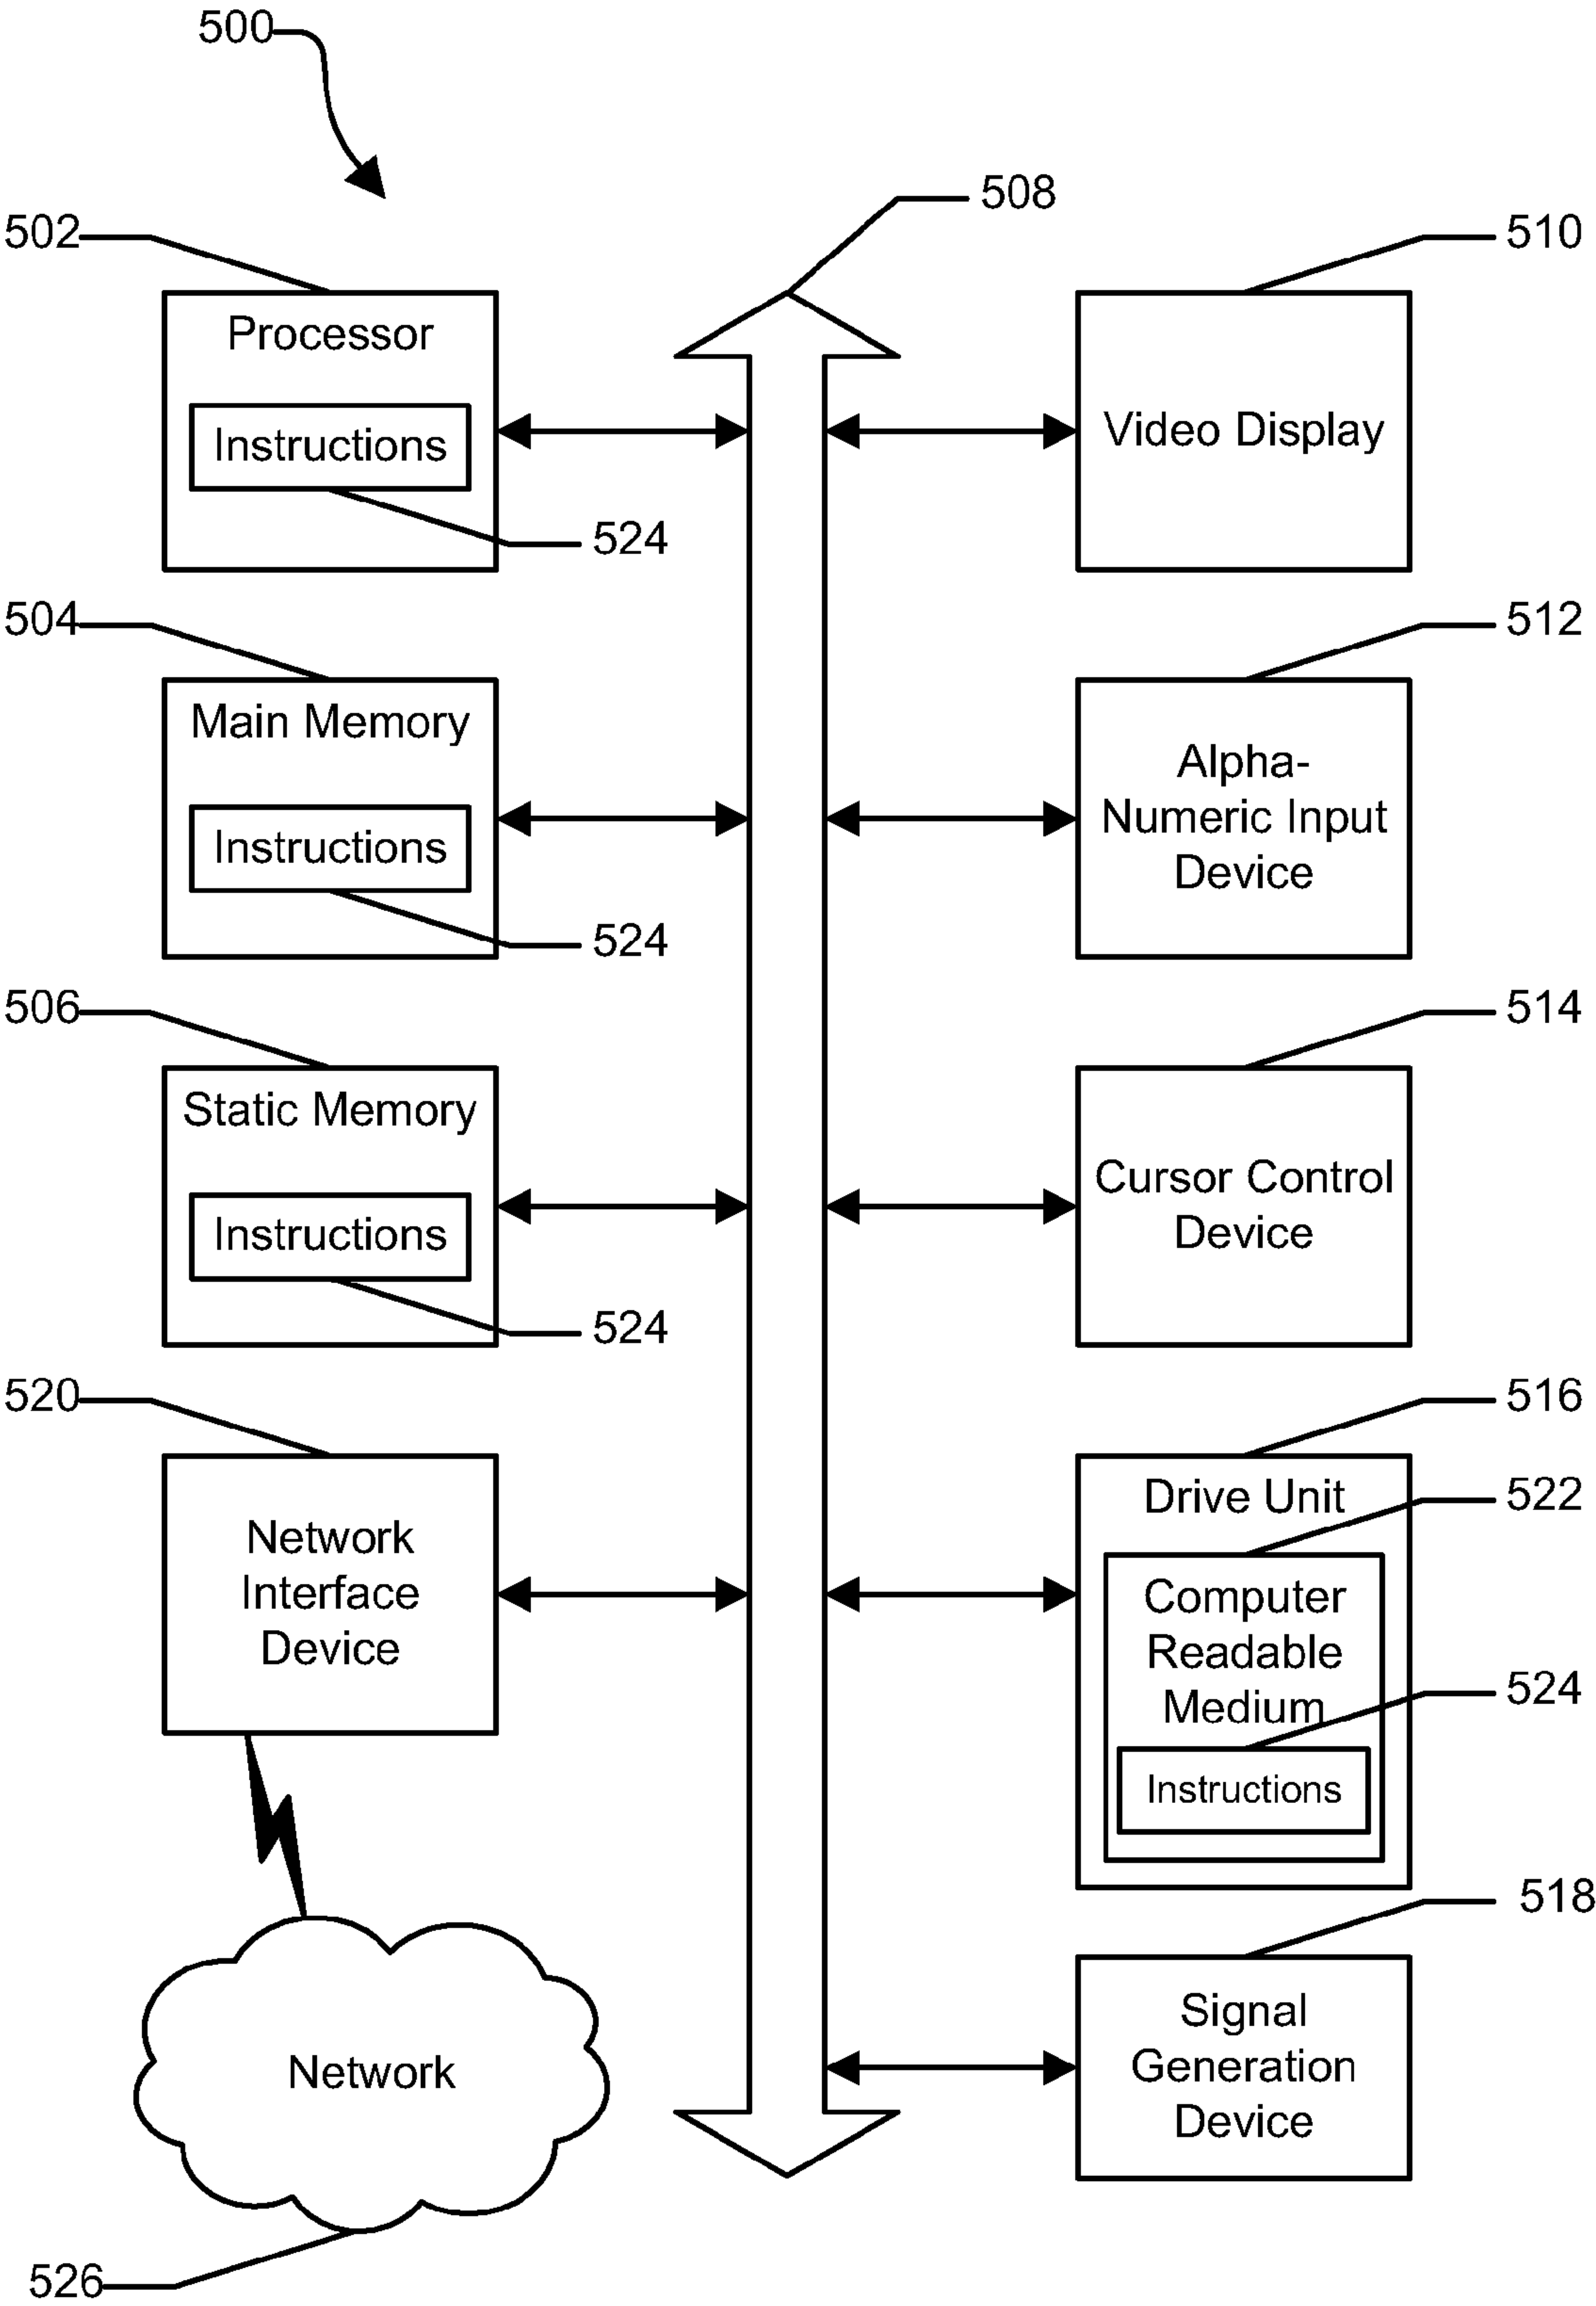 500
508
502
510
Processor
Instructions
524
Video Display
504
512
Main Memory
Instructions
524
Alpha-
Numeric Input
Device
506
514
Static Memory
Instructions
524
Cursor Control
Device
520
516
Network
Interface
Device
Drive Unit
522
Computer
Readable
Medium
524
Instructions
518
Signal
Generation
Device
Network
526